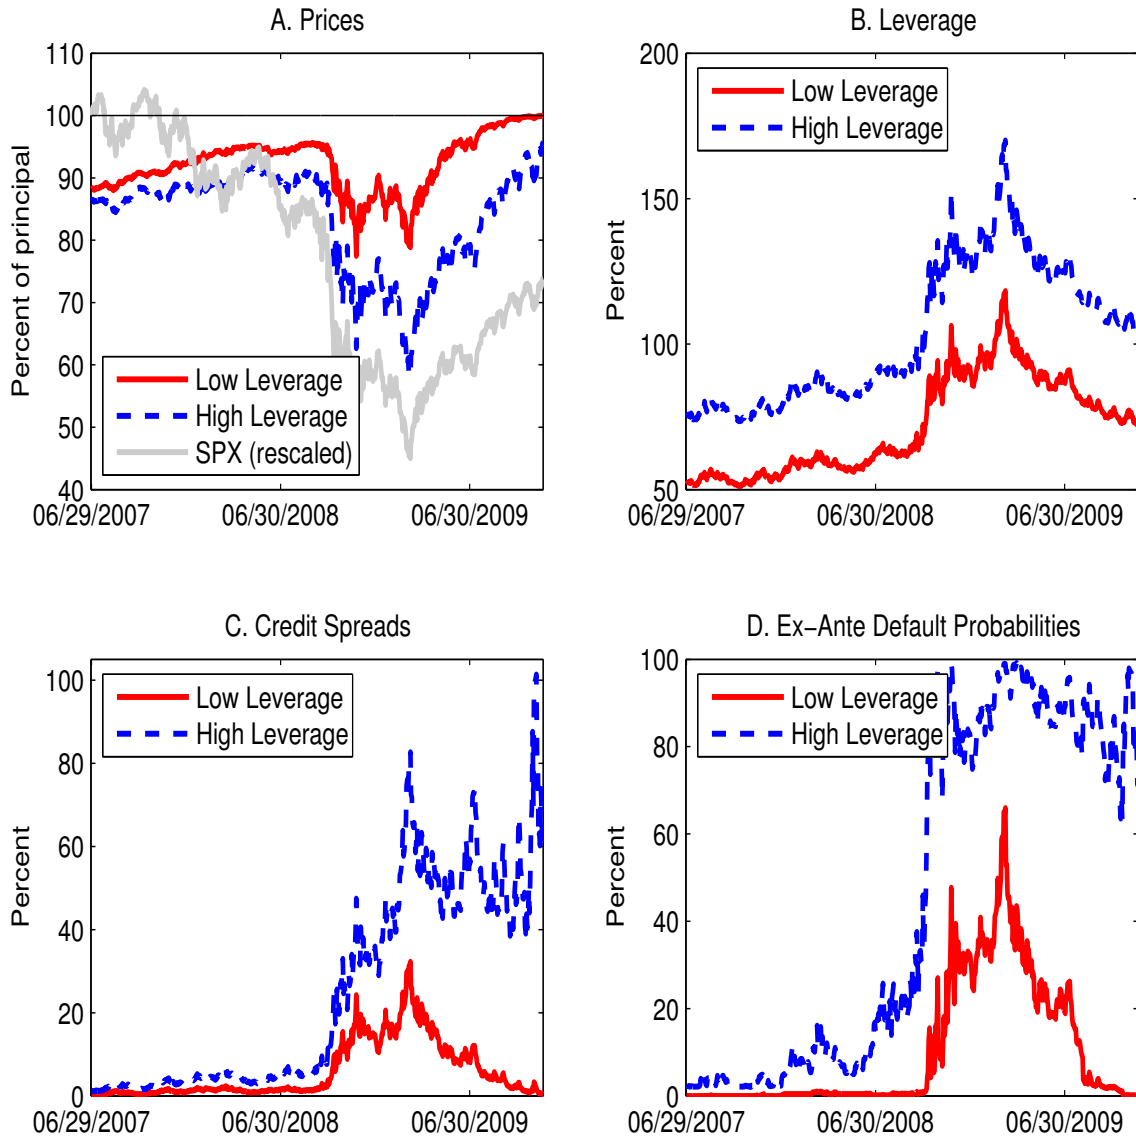 A. Prices
110
100
90
80
70
60
50
40
Percent of principal
Low Leverage
High Leverage
SPX (rescaled)
06/29/2007
06/30/2008
06/30/2009
B. Leverage
200
150
100
50
Percent
Low Leverage
High Leverage
06/29/2007
06/30/2008
06/30/2009
C. Credit Spreads
100
80
60
40
20
0
Percent
Low Leverage
High Leverage
06/29/2007
06/30/2008
06/30/2009
D. Ex−Ante Default Probabilities
100
80
60
40
20
0
Percent
Low Leverage
High Leverage
06/29/2007
06/30/2008
06/30/2009